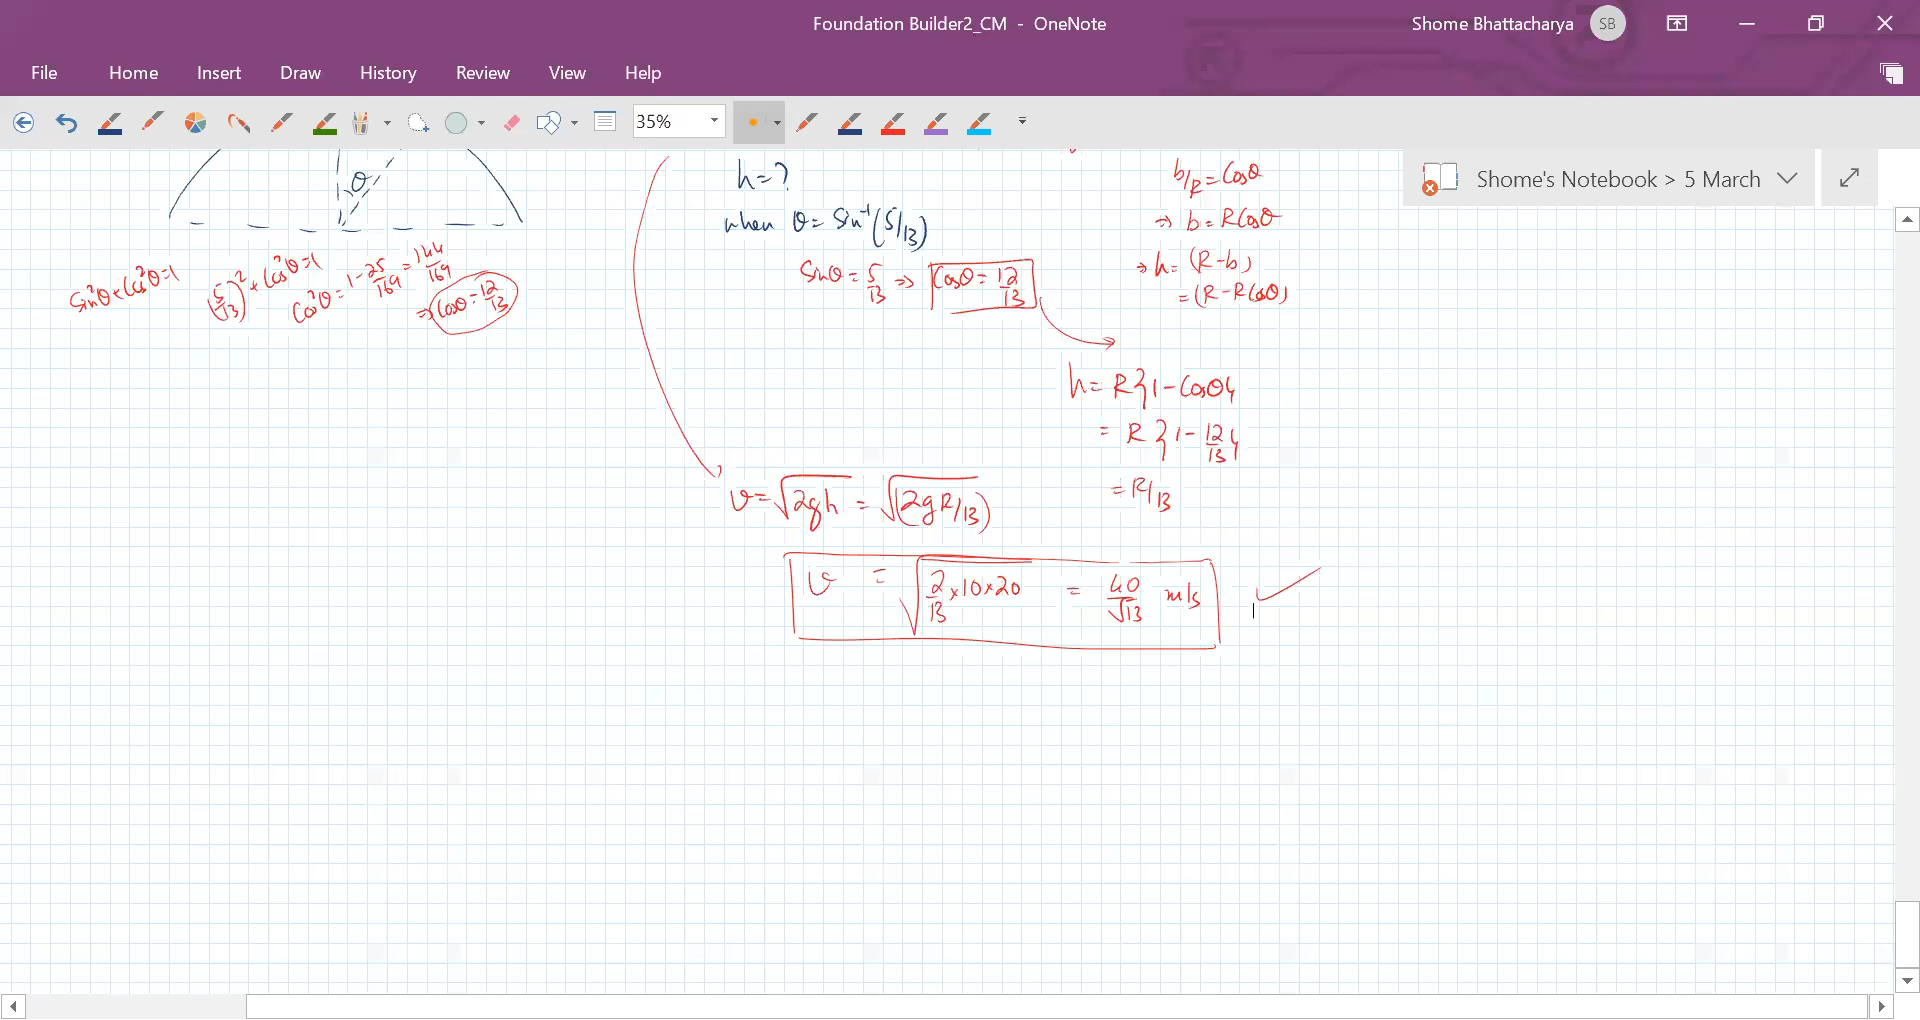 Foundation Builder2_CM - OneNote
Shome Bhattacharya
SB
File Home Insert Draw History Review View Help
35%
Shome's Notebook > 5 March
θ
sin²θ + cos²θ = 1
(5/13)² + cos²θ = 1
cos²θ = 1 - 25/169 = 144/169
⇒ cosθ = 12/13
h = ?
when θ = sin⁻¹(5/13)
sinθ = 5/13 ⇒ cosθ = 12/13
b/R = cosθ
⇒ b = R cosθ
⇒ h = (R - b)
= (R - R cosθ)
h = R{1 - cosθ}
= R{1 - 12/13}
= R/13
v = √2gh = √(2gR/13)
v = √2/13 × 10 × 20 = 40/√13 m/s